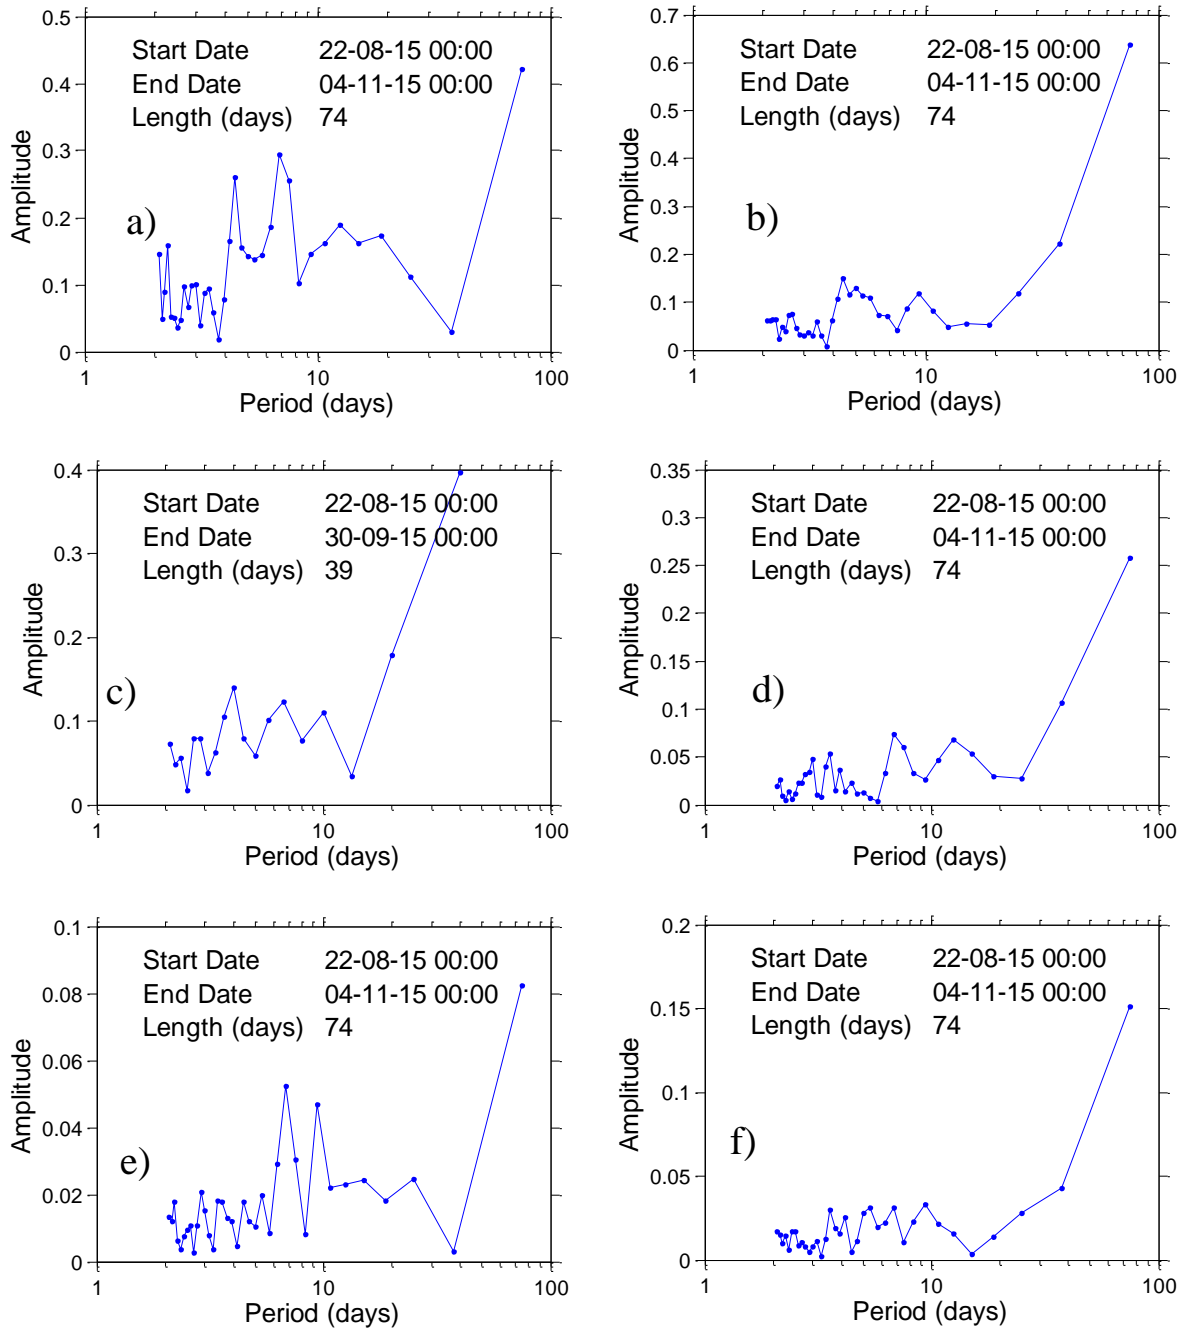 0.5
0.4
0.3
0.2
0.1
0
Amplitude
Start Date 22-08-15 00:00
End Date 04-11-15 00:00
Length (days) 74
a)
1 10 100
Period (days)
0.7
0.6
0.5
0.4
0.3
0.2
0.1
0
Amplitude
Start Date 22-08-15 00:00
End Date 04-11-15 00:00
Length (days) 74
b)
1 10 100
Period (days)
0.4
0.3
0.2
0.1
0
Amplitude
Start Date 22-08-15 00:00
End Date 30-09-15 00:00
Length (days) 39
c)
1 10 100
Period (days)
0.35
0.3
0.25
0.2
0.15
0.1
0.05
0
Amplitude
Start Date 22-08-15 00:00
End Date 04-11-15 00:00
Length (days) 74
d)
1 10 100
Period (days)
0.1
0.08
0.06
0.04
0.02
0
Amplitude
Start Date 22-08-15 00:00
End Date 04-11-15 00:00
Length (days) 74
e)
1 10 100
Period (days)
0.2
0.15
0.1
0.05
0
Amplitude
Start Date 22-08-15 00:00
End Date 04-11-15 00:00
Length (days) 74
f)
1 10 100
Period (days)